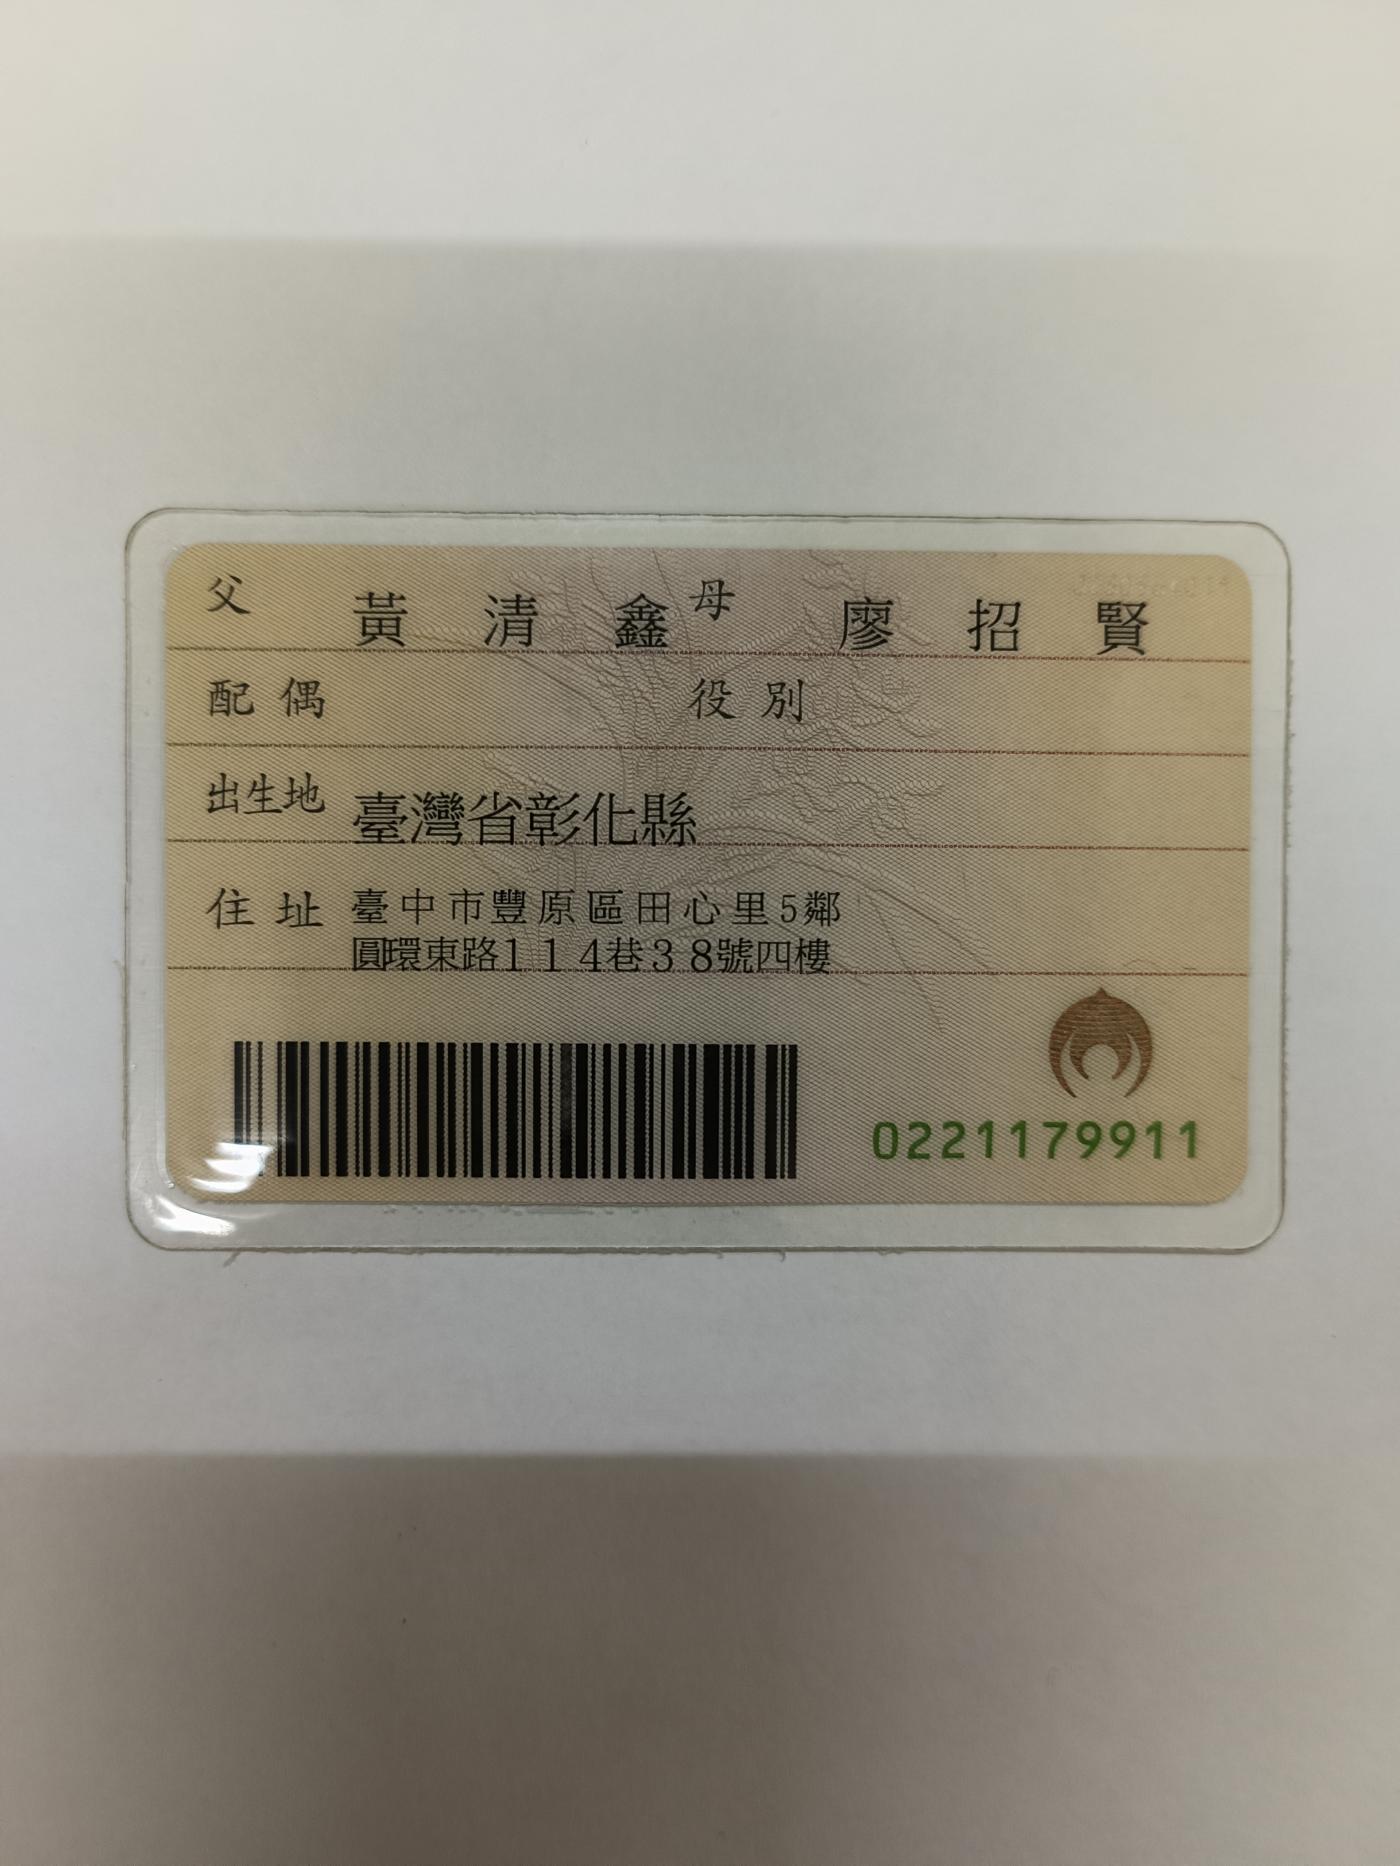 父 黃清鑫 母 廖招賢
配偶 役別
出生地 臺灣省彰化縣
住址 臺中市豐原區田心里5鄰
圓環東路114巷38號四樓
0221179911